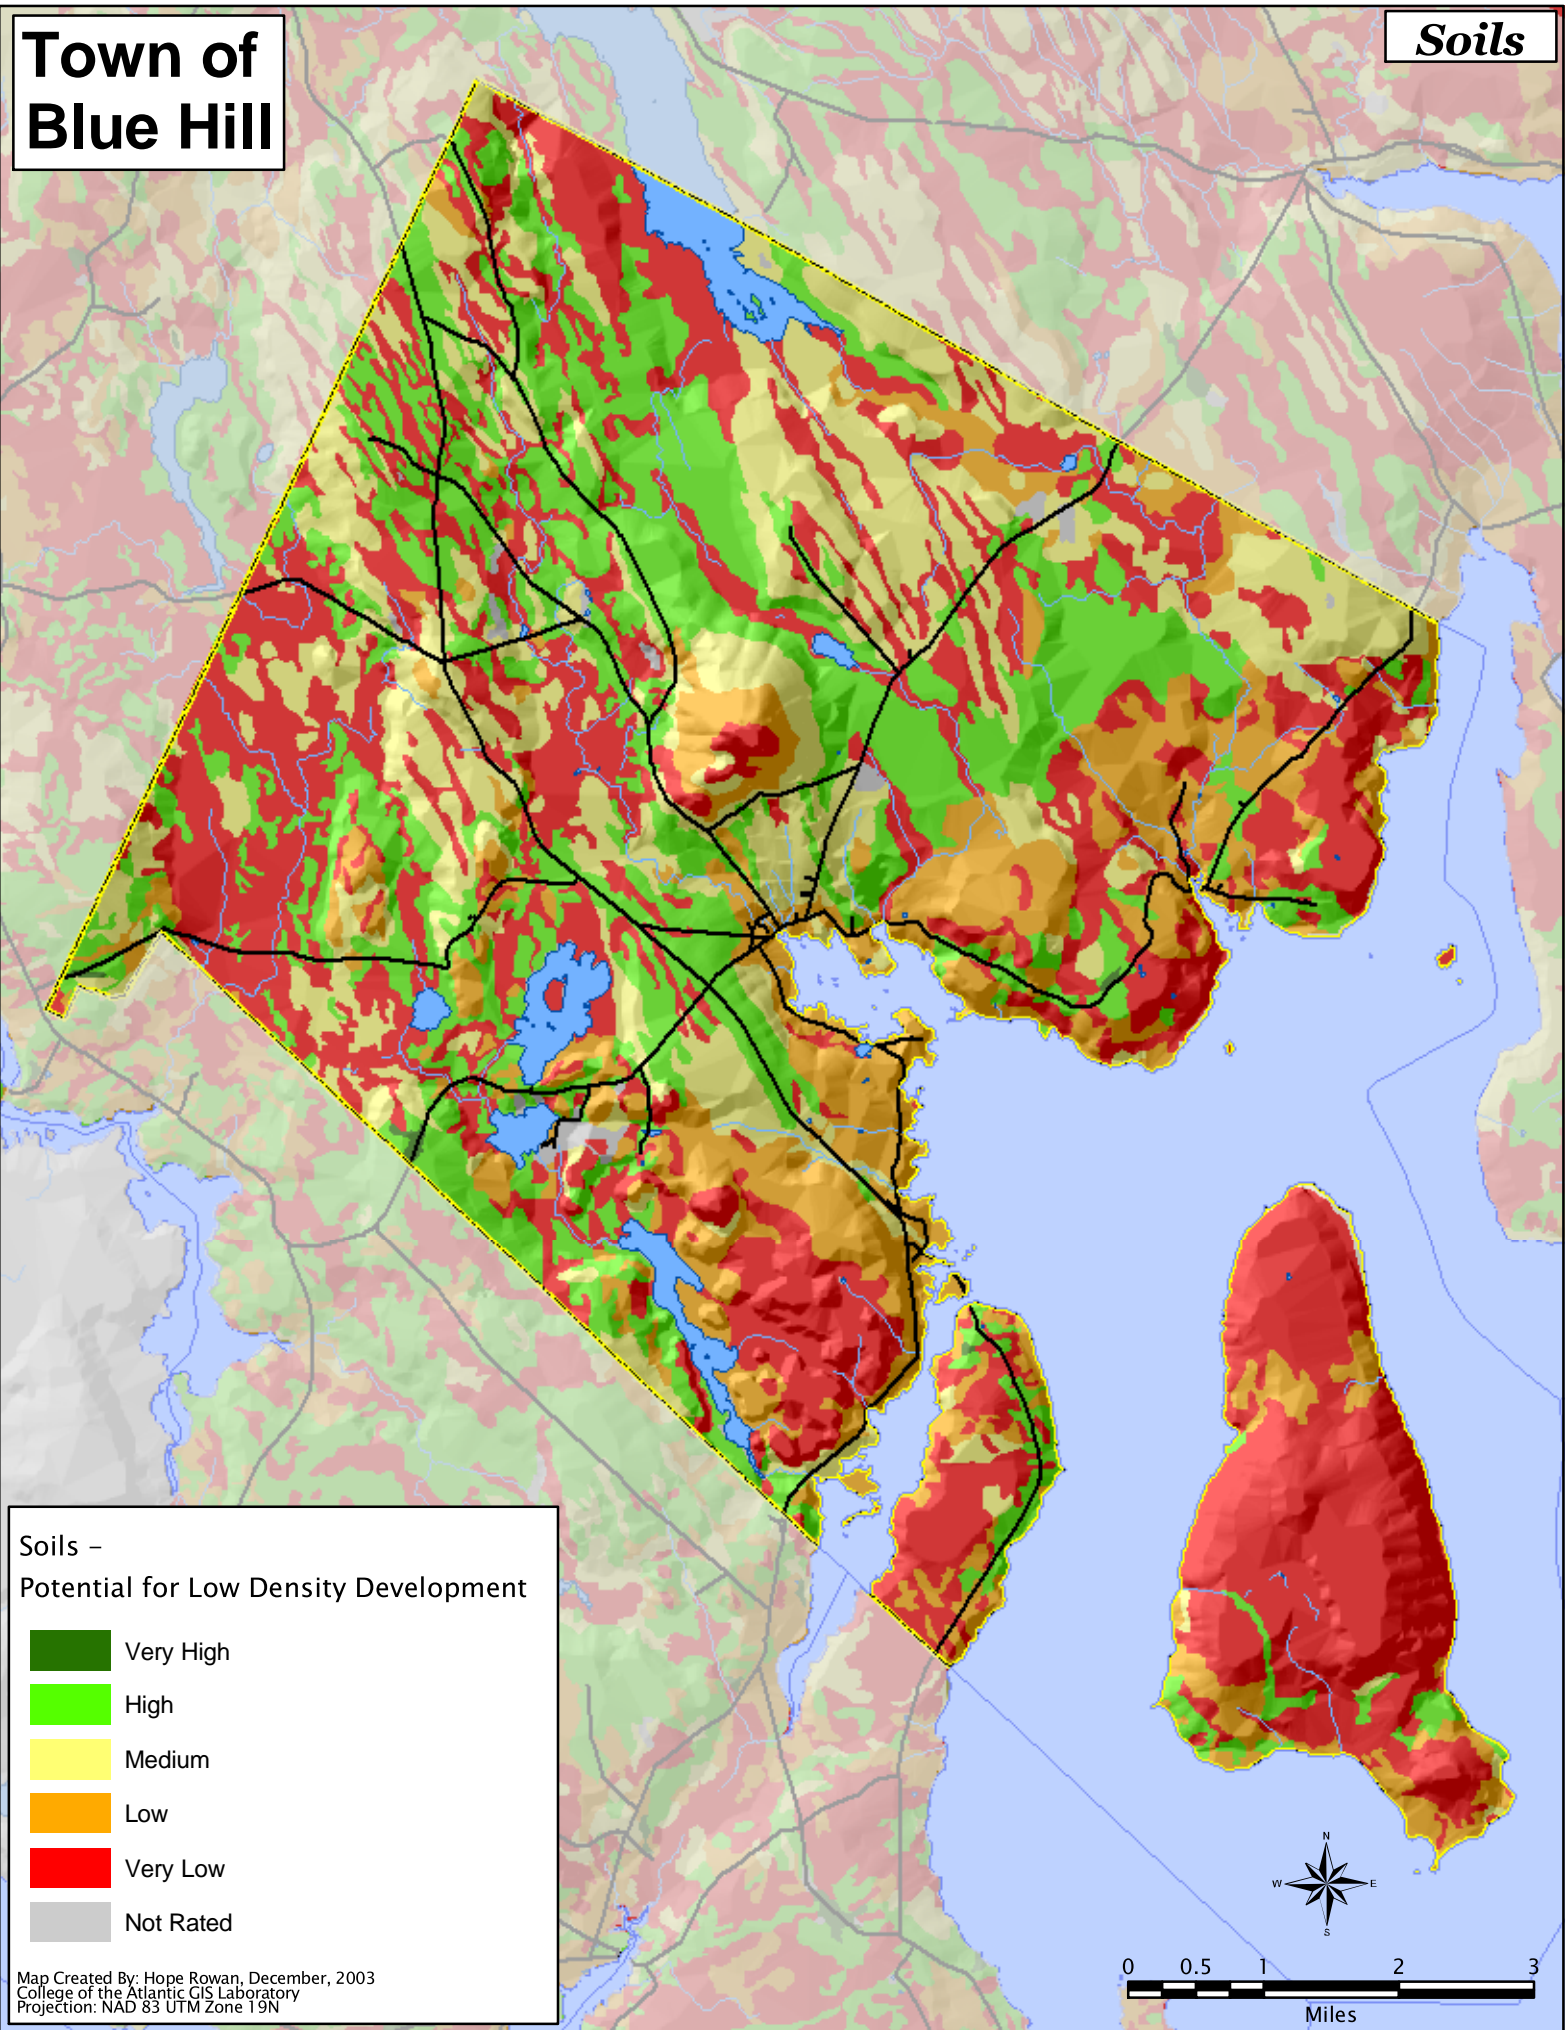 Town of
Blue Hill
Soils
Soils –
Potential for Low Density Development
Very High
High
Medium
Low
Very Low
Not Rated
Map Created By: Hope Rowan, December, 2003
College of the Atlantic GIS Laboratory
Projection: NAD 83 UTM Zone 19N
N
W E
S
0 0.5 1 2 3
Miles